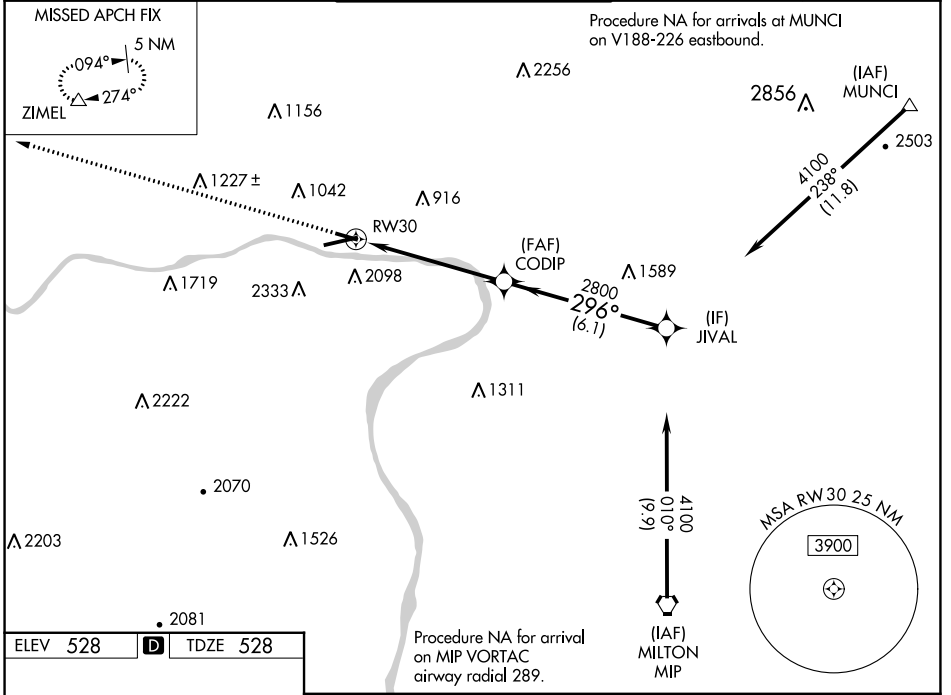 MISSED APCH FIX
5 NM
094°
274°
ZIMEL
Procedure NA for arrivals at MUNCI
on V188-226 eastbound.
2256
(IAF)
MUNCI
2856
1156
2503
4100
238°
(11.8)
1227 ±
1042
916
RW30
(FAF)
CODIP
1589
1719
2333
2098
2800
296°
(6.1)
(IF)
JIVAL
1311
2222
2070
4100
010°
(9.9)
MSA RW30 25 NM
3900
2203
1526
2081
(IAF)
MILTON
MIP
Procedure NA for arrival
on MIP VORTAC
airway radial 289.
ELEV 528 D TDZE 528